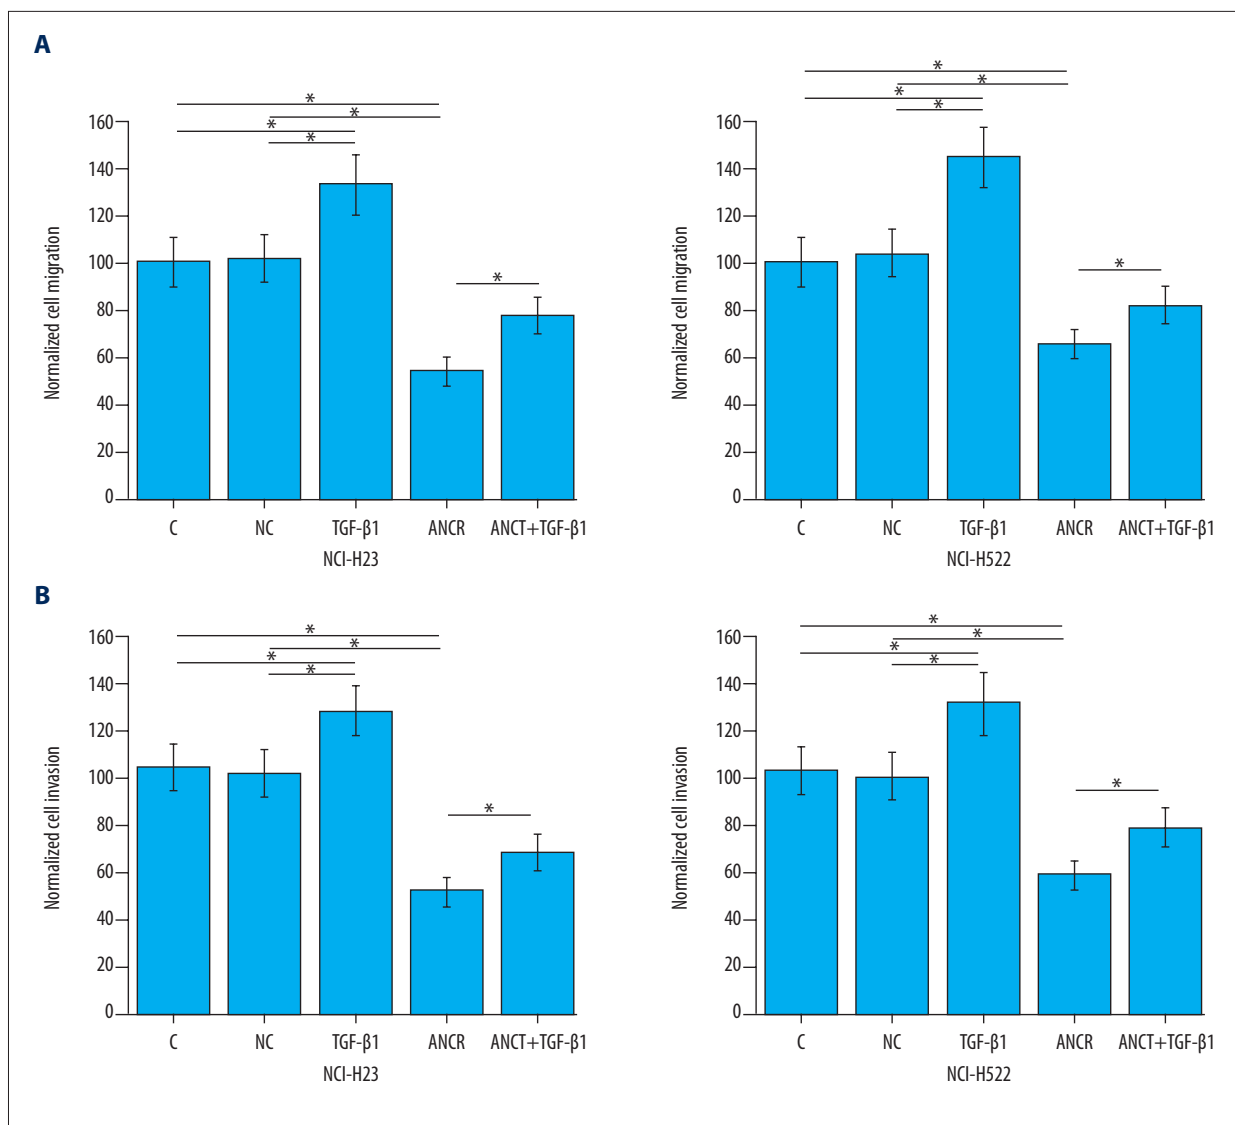 A
* * * * *
Normalized cell migration
160
140
120
100
80
60
40
20
0
C NC TGF-β1 ANCR ANCT+TGF-β1
NCI-H23
* * * * *
Normalized cell migration
160
140
120
100
80
60
40
20
0
C NC TGF-β1 ANCR ANCT+TGF-β1
NCI-H522
B
* * * * *
Normalized cell invasion
160
140
120
100
80
60
40
20
0
C NC TGF-β1 ANCR ANCT+TGF-β1
NCI-H23
* * * * *
Normalized cell invasion
160
140
120
100
80
60
40
20
0
C NC TGF-β1 ANCR ANCT+TGF-β1
NCI-H522